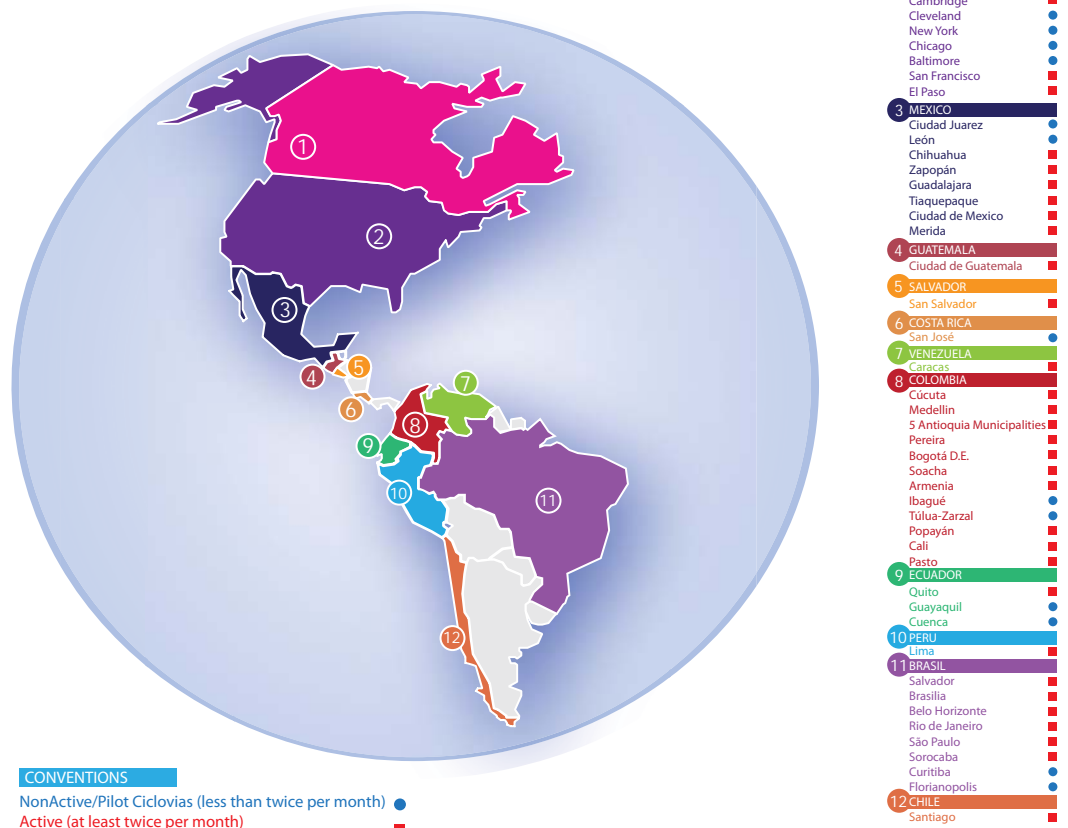 Cambridge
Cleveland
New York
Chicago
Baltimore
San Francisco
El Paso
3 MEXICO
Ciudad Juarez
León
Chihuahua
Zapopán
Guadalajara
Tiaquepaque
Ciudad de Mexico
Merida
4 GUATEMALA
Ciudad de Guatemala
5 SALVADOR
San Salvador
6 COSTA RICA
San José
7 VENEZUELA
Caracas
8 COLOMBIA
Cúcuta
Medellin
5 Antioquia Municipalities
Pereira
Bogotá D.E.
Soacha
Armenia
Ibagué
Túlua-Zarzal
Popayán
Cali
Pasto
9 ECUADOR
Quito
Guayaquil
Cuenca
10 PERU
Lima
11 BRASIL
Salvador
Brasilia
Belo Horizonte
Rio de Janeiro
São Paulo
Sorocaba
Curitiba
Florianopolis
12 CHILE
Santiago
1
2
3
4
5
6
7
8
9
10
11
12
CONVENTIONS
NonActive/Pilot Ciclovias (less than twice per month)
Active (at least twice per month)